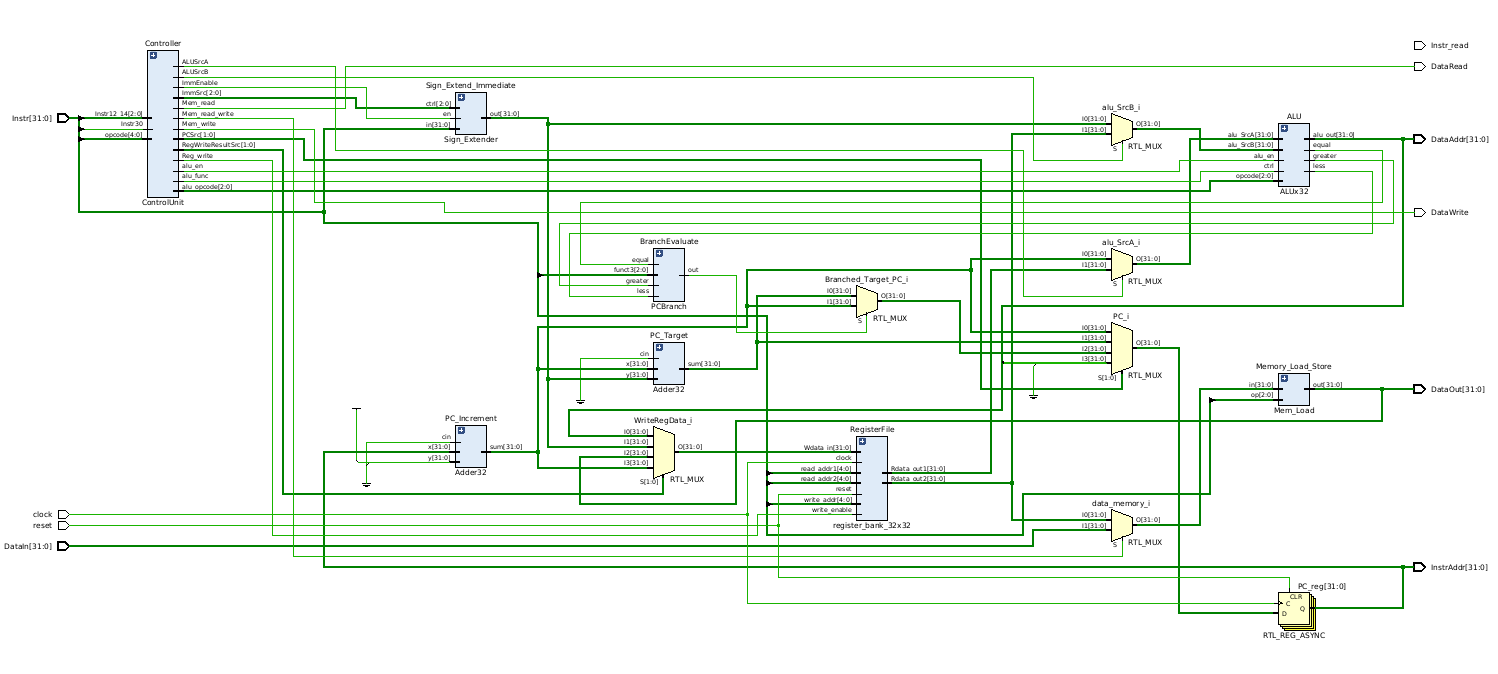 Controller
ALUSrcA
ALUSrcB
ImmEnable
ImmSrc[2:0]
Mem_read
Mem_read_write
Mem_write
PCSrc[1:0]
RegWriteResultSrc[1:0]
Reg_write
alu_en
alu_func
alu_opcode[2:0]
Instr12_14[2:0]
Instr30
opcode[4:0]
ControlUnit
Instr[31:0]
Instr_read
DataRead
Sign_Extend_Immediate
ctrl[2:0]
en
in[31:0]
out[31:0]
Sign_Extender
alu_SrcB_i
I0[31:0]
I1[31:0]
O[31:0]
S
RTL_MUX
ALU
alu_SrcA[31:0]
alu_SrcB[31:0]
alu_en
ctrl
opcode[2:0]
alu_out[31:0]
equal
greater
less
ALUx32
DataAddr[31:0]
DataWrite
BranchEvaluate
equal
funct3[2:0]
greater
less
out
PCBranch
alu_SrcA_i
I0[31:0]
I1[31:0]
O[31:0]
S
RTL_MUX
Branched_Target_PC_i
I0[31:0]
I1[31:0]
O[31:0]
S
RTL_MUX
PC_i
I0[31:0]
I1[31:0]
I2[31:0]
I3[31:0]
O[31:0]
S[1:0]
RTL_MUX
PC_Target
cin
x[31:0]
y[31:0]
sum[31:0]
Adder32
Memory_Load_Store
in[31:0]
op[2:0]
out[31:0]
Mem_Load
DataOut[31:0]
PC_Increment
cin
x[31:0]
y[31:0]
sum[31:0]
Adder32
WriteRegData_i
I0[31:0]
I1[31:0]
I2[31:0]
I3[31:0]
O[31:0]
S[1:0]
RTL_MUX
RegisterFile
Wdata_in[31:0]
clock
read_addr1[4:0]
read_addr2[4:0]
reset
write_addr[4:0]
write_enable
Rdata_out1[31:0]
Rdata_out2[31:0]
register_bank_32x32
data_memory_i
I0[31:0]
I1[31:0]
O[31:0]
S
RTL_MUX
clock
reset
DataIn[31:0]
InstrAddr[31:0]
PC_reg[31:0]
CLR
C
D
Q
RTL_REG_ASYNC